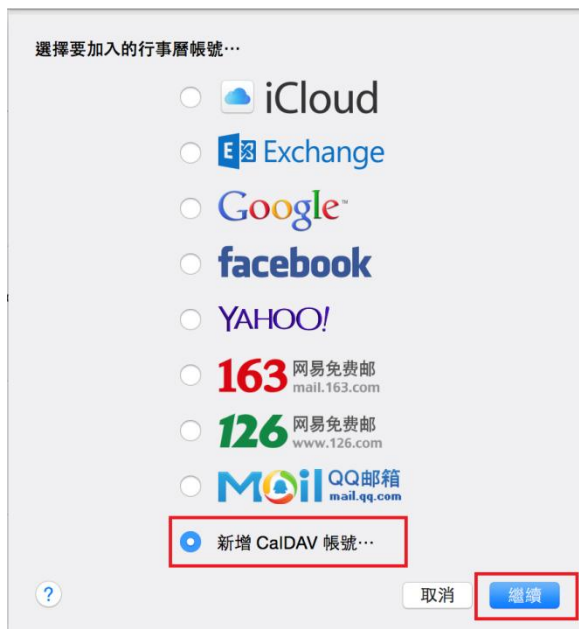 選擇要加入的行事曆帳號⋯
iCloud
E Exchange
Google™
facebook
YAHOO!
163 网易免费邮
mail.163.com
126 网易免费邮
www.126.com
Mail QQ邮箱
mail.qq.com
新增 CalDAV 帳號⋯
? 取消 繼續